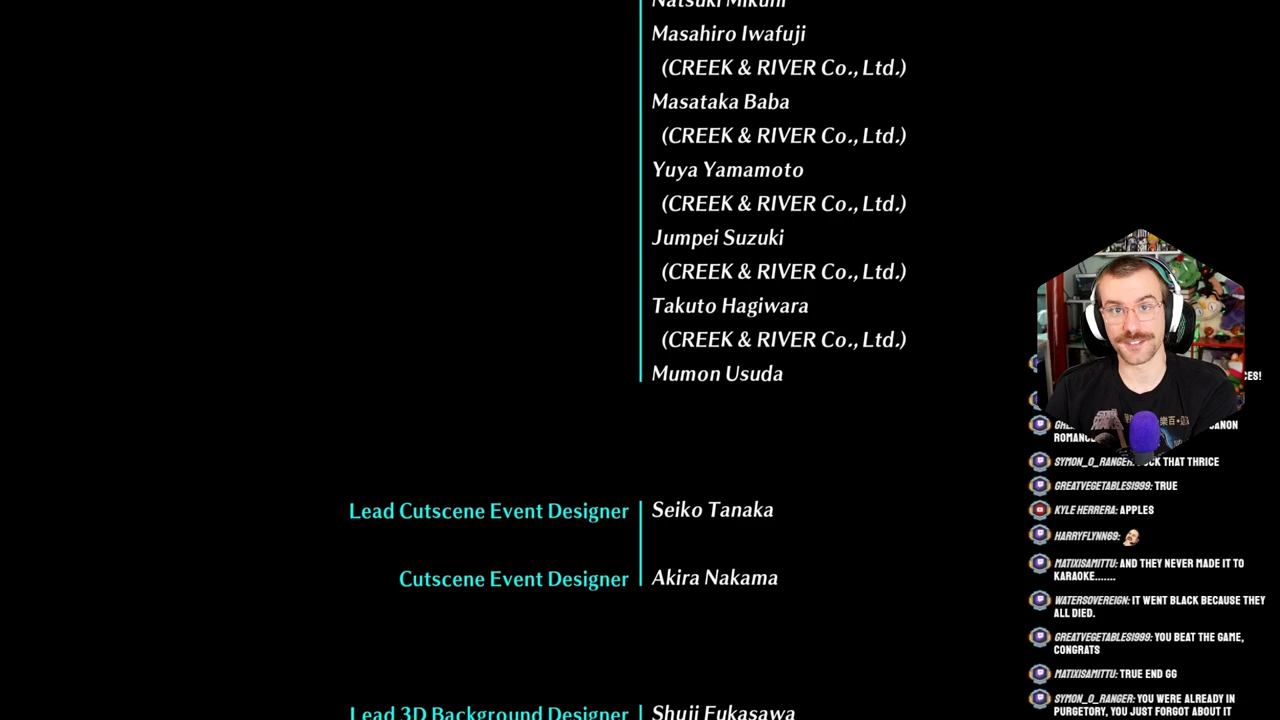 Natsuki Mikuni
Masahiro Iwafuji
(CREEK & RIVER Co., Ltd.)
Masataka Baba
(CREEK & RIVER Co., Ltd.)
Yuya Yamamoto
(CREEK & RIVER Co., Ltd.)
Jumpei Suzuki
(CREEK & RIVER Co., Ltd.)
Takuto Hagiwara
(CREEK & RIVER Co., Ltd.)
Mumon Usuda
Lead Cutscene Event Designer Seiko Tanaka
Cutscene Event Designer Akira Nakama
Lead 3D Background Designer Shuji Fukasawa
SYMON_O_RANGER: THAT THRICE
GREATVEGETABLES1999: TRUE
KYLE HERRERA: APPLES
HARRYFLYNN69:
MATIXISAMITTU: AND THEY NEVER MADE IT TO
KARAOKE.......
WATERSOVEREIGN: IT WENT BLACK BECAUSE THEY
ALL DIED.
GREATVEGETABLES1999: YOU BEAT THE GAME,
CONGRATS
MATIXISAMITTU: TRUE END GG
SYMON_O_RANGER: YOU WERE ALREADY IN
PURGETORY, YOU JUST FORGOT ABOUT IT